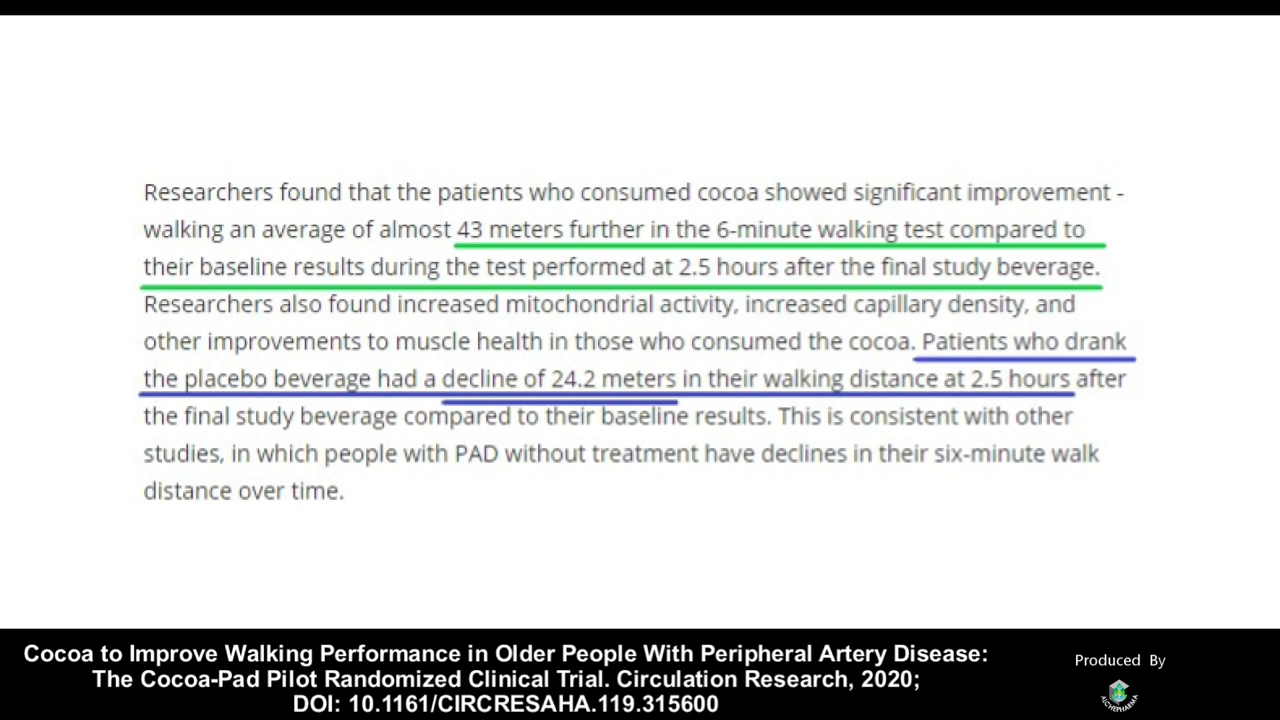 Researchers found that the patients who consumed cocoa showed significant improvement -
walking an average of almost 43 meters further in the 6-minute walking test compared to
their baseline results during the test performed at 2.5 hours after the final study beverage.
Researchers also found increased mitochondrial activity, increased capillary density, and
other improvements to muscle health in those who consumed the cocoa. Patients who drank
the placebo beverage had a decline of 24.2 meters in their walking distance at 2.5 hours after
the final study beverage compared to their baseline results. This is consistent with other
studies, in which people with PAD without treatment have declines in their six-minute walk
distance over time.
Cocoa to Improve Walking Performance in Older People With Peripheral Artery Disease:
The Cocoa-Pad Pilot Randomized Clinical Trial. Circulation Research, 2020;
DOI: 10.1161/CIRCRESAHA.119.315600
Produced By
ALCHEPHARMA